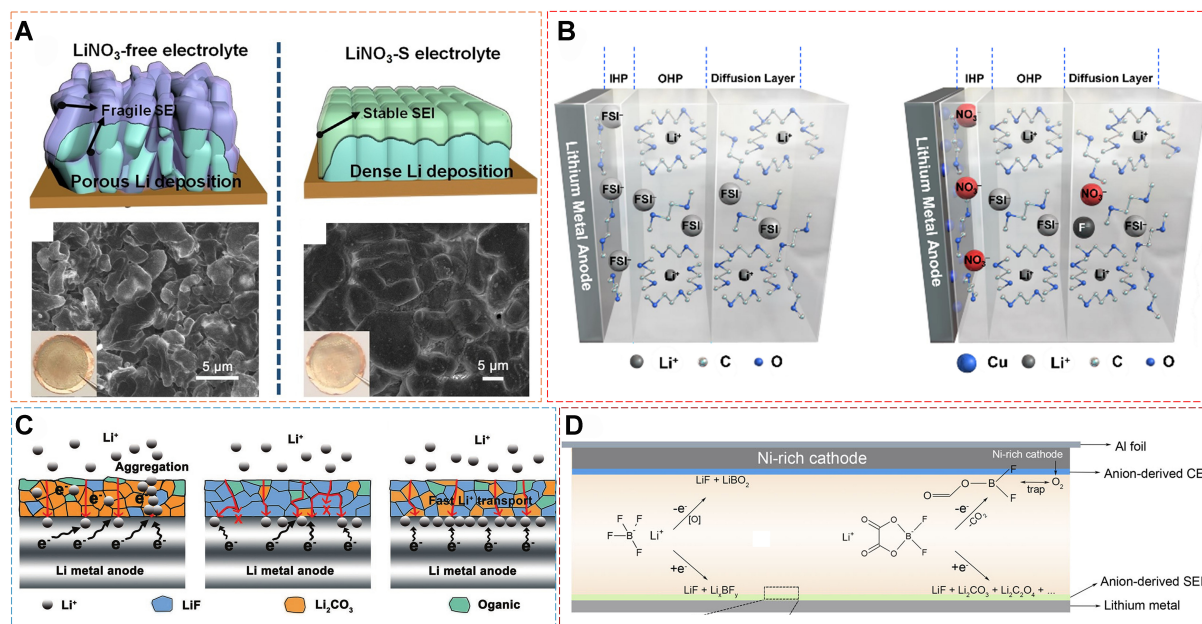 A
LiNO₃-free electrolyte
LiNO₃-S electrolyte
Fragile SEI
Stable SEI
Porous Li deposition
Dense Li deposition
5 μm
5 μm
B
IHP OHP Diffusion Layer
Lithium Metal Anode
FSI⁻
Li⁺
Li⁺
FSI⁻
FSI⁻
FSI
FSI
FSI
FSI⁻
Li⁺
Li⁺
Li⁺ C O
IHP OHP Diffusion Layer
Lithium Metal Anode
NO₃
Li⁺
Li⁺
NO₃⁻
FSI⁻
NO₃⁻
FSI⁻
F
FSI⁻
NO₃
Li⁺
Li⁺
Cu Li⁺ C O
C
Li⁺ Li⁺ Li⁺
Aggregation
e⁻ e⁻ e⁻
Fast Li⁺ transport
e⁻ e⁻ e⁻ e⁻
e⁻ e⁻ e⁻ e⁻
e⁻ e⁻ e⁻ e⁻
Li metal anode Li metal anode Li metal anode
Li⁺ LiF Li₂CO₃ Oganic
D
Al foil
Ni-rich cathode
Ni-rich cathode
Anion-derived CE
LiF + LiBO₂
F
O B
F
O
trap
O₂
-e⁻
[O]
-e⁻
-CO₂
F
F B⁻ F
F
Li⁺
Li⁺
O O
O O
B⁻
F
F
+e⁻
+e⁻
LiF + LiₓBFᵧ
LiF + Li₂CO₃ + Li₂C₂O₄ + ...
Anion-derived SEI
Lithium metal